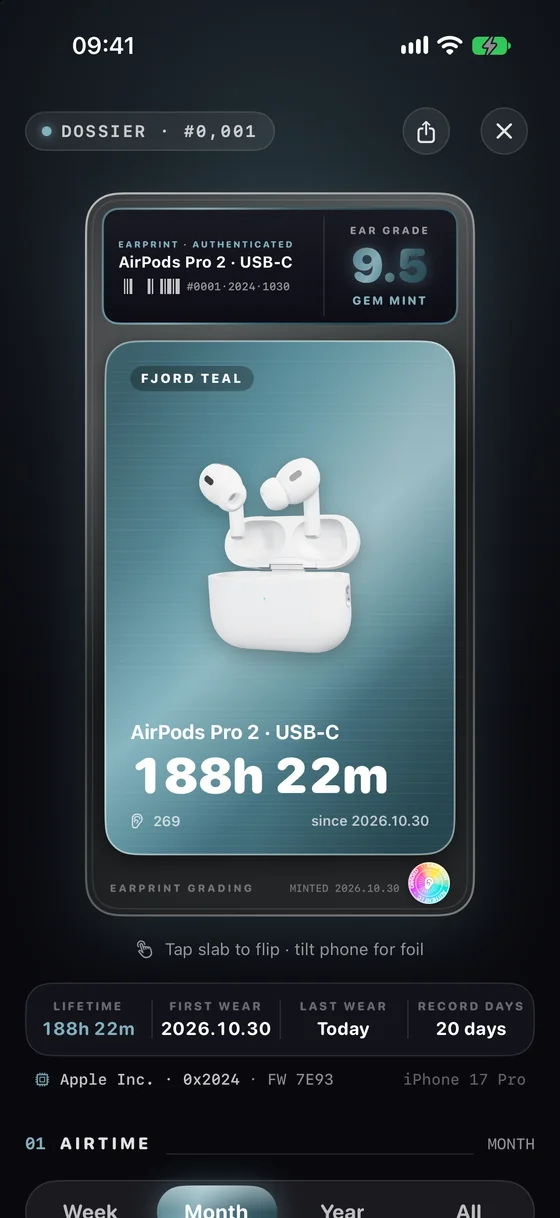 09:41
DOSSIER · #0,001
EARPRINT · AUTHENTICATED
AirPods Pro 2 · USB-C
#0001·2024·1030
EAR GRADE
9.5
GEM MINT
FJORD TEAL
AirPods Pro 2 · USB-C
188h 22m
269
since 2026.10.30
EARPRINT GRADING
MINTED 2026.10.30
Tap slab to flip · tilt phone for foil
LIFETIME
188h 22m
FIRST WEAR
2026.10.30
LAST WEAR
Today
RECORD DAYS
20 days
Apple Inc. · 0x2024 · FW 7E93
iPhone 17 Pro
01 AIRTIME
MONTH
Week Month Year All